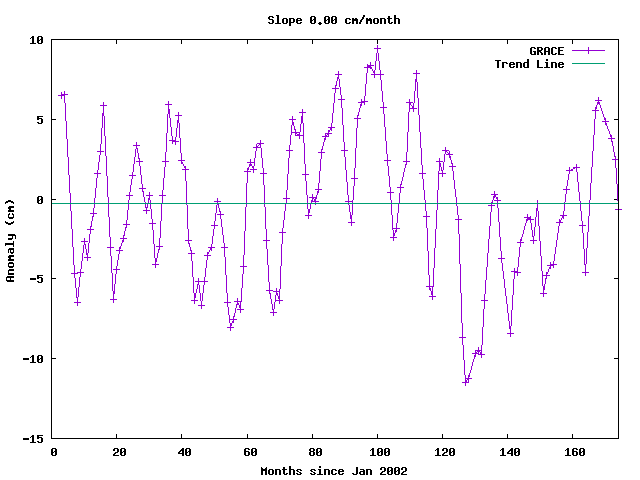 Slope 0.00 cm/month
GRACE
Trend Line
10
5
0
-5
-10
-15
Anomaly (cm)
0 20 40 60 80 100 120 140 160
Months since Jan 2002